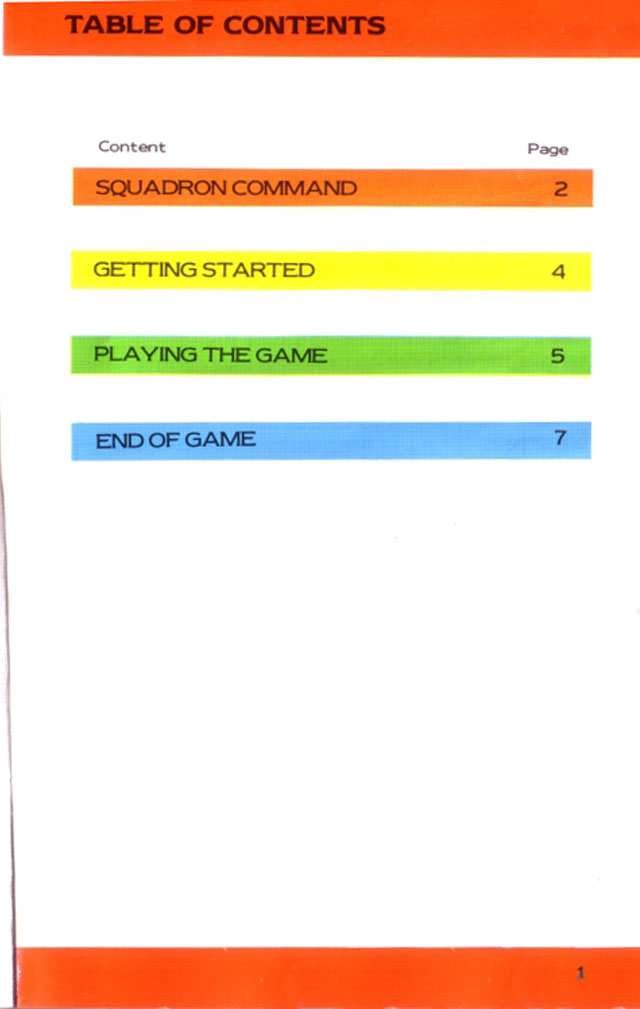 TABLE OF CONTENTS
Content Page
SQUADRON COMMAND 2
GETTING STARTED 4
PLAYING THE GAME 5
END OF GAME 7
1